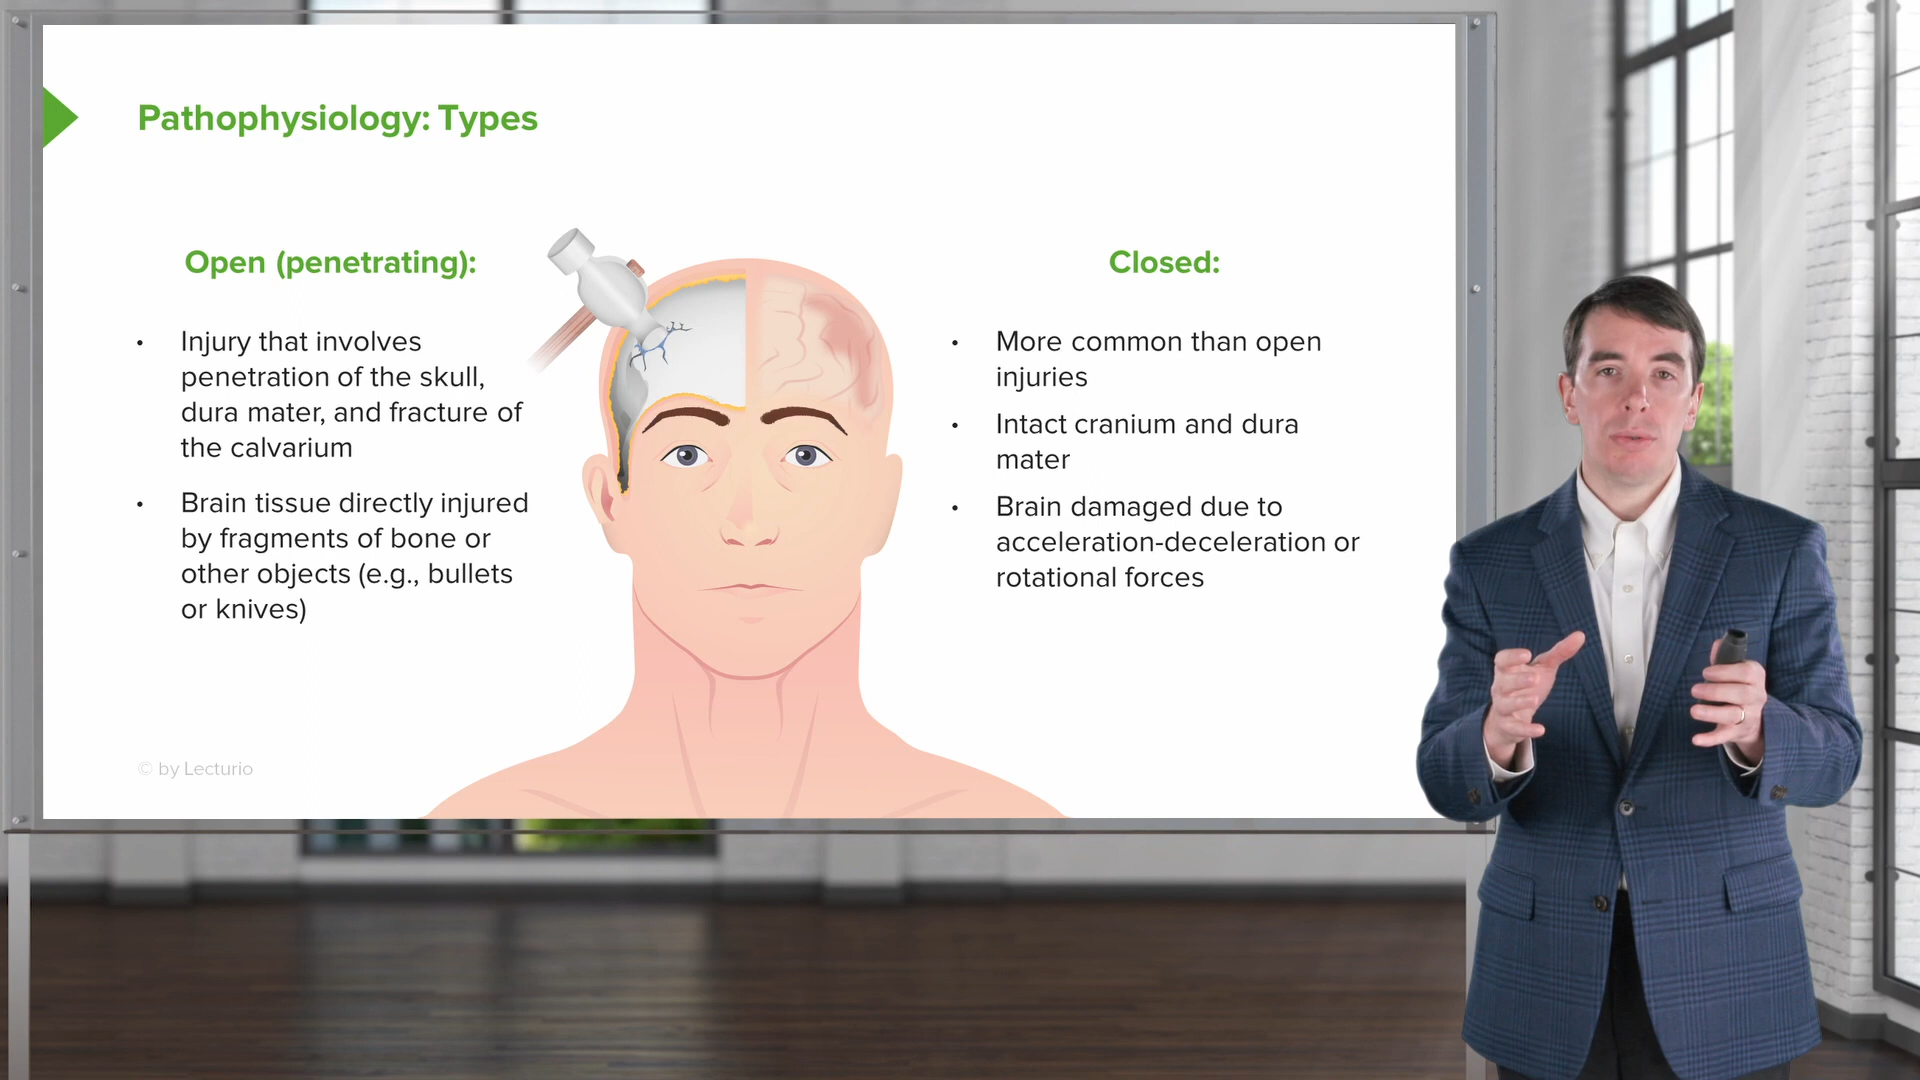 Pathophysiology: Types
Open (penetrating):
• Injury that involves
penetration of the skull,
dura mater, and fracture of
the calvarium
• Brain tissue directly injured
by fragments of bone or
other objects (e.g., bullets
or knives)
Closed:
• More common than open
injuries
• Intact cranium and dura
mater
• Brain damaged due to
acceleration-deceleration or
rotational forces
© by Lecturio